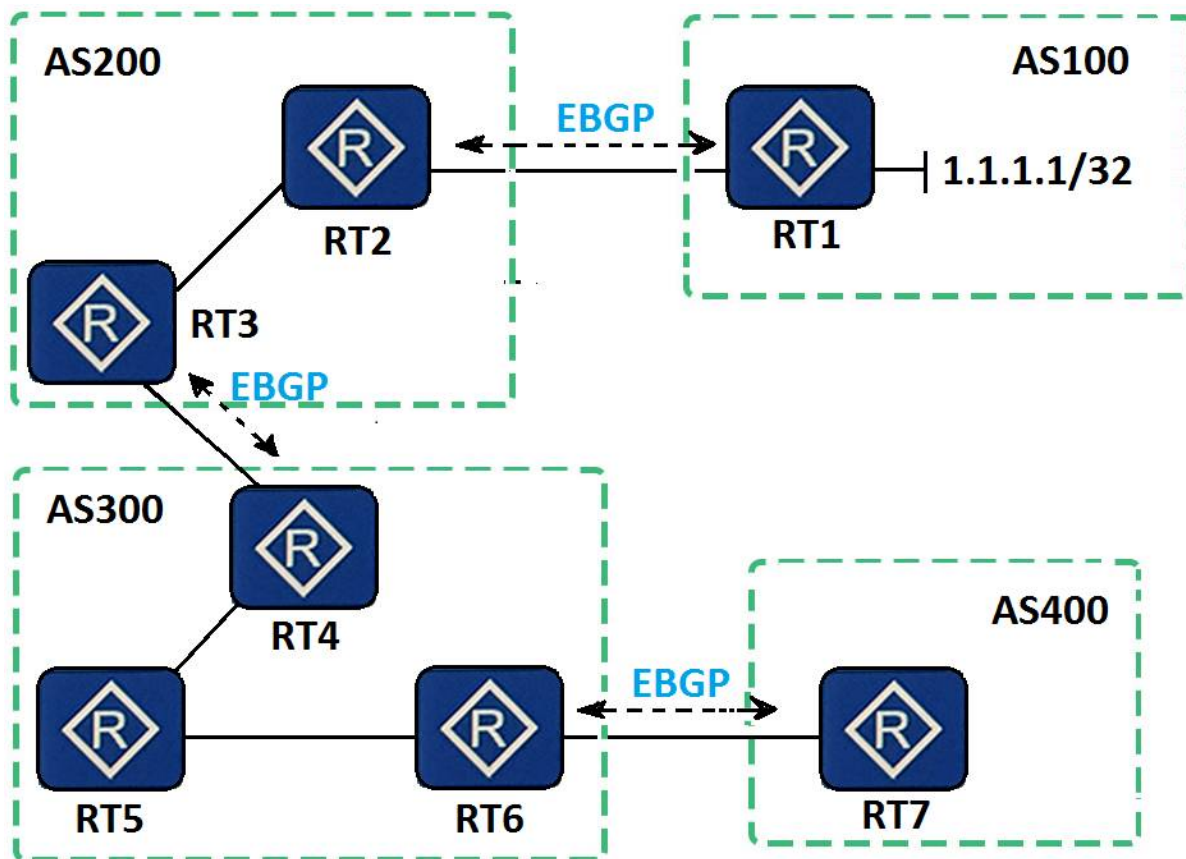 AS200
AS100
R
EBGP
R
1.1.1.1/32
RT2
RT1
R
RT3
EBGP
AS300
R
AS400
RT4
R
R
EBGP
R
RT5
RT6
RT7